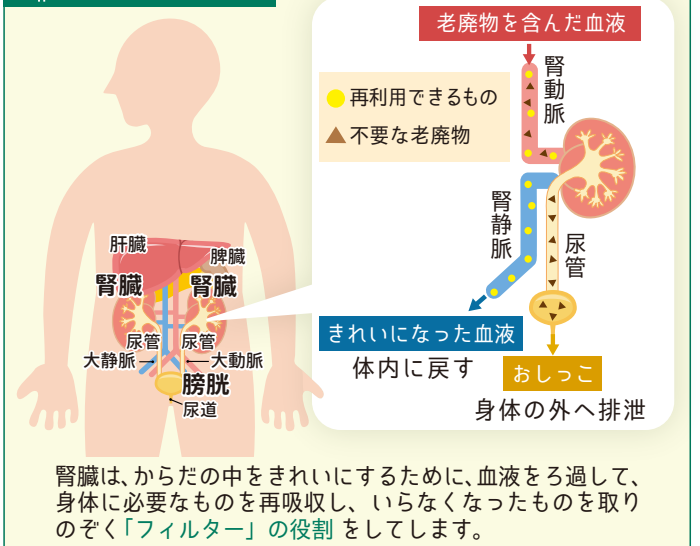 老廃物を含んだ血液
腎動脈
再利用できるもの
不要な老廃物
腎静脈
尿管
きれいになった血液
体内に戻す
おしっこ
身体の外へ排泄
肝臓
脾臓
腎臓
腎臓
尿管
尿管
大静脈
大動脈
膀胱
尿道
腎臓は、からだの中をきれいにするために、血液をろ過して、
身体に必要なものを再吸収し、いらなくなったものを取り
のぞく「フィルター」の役割 をしてします。